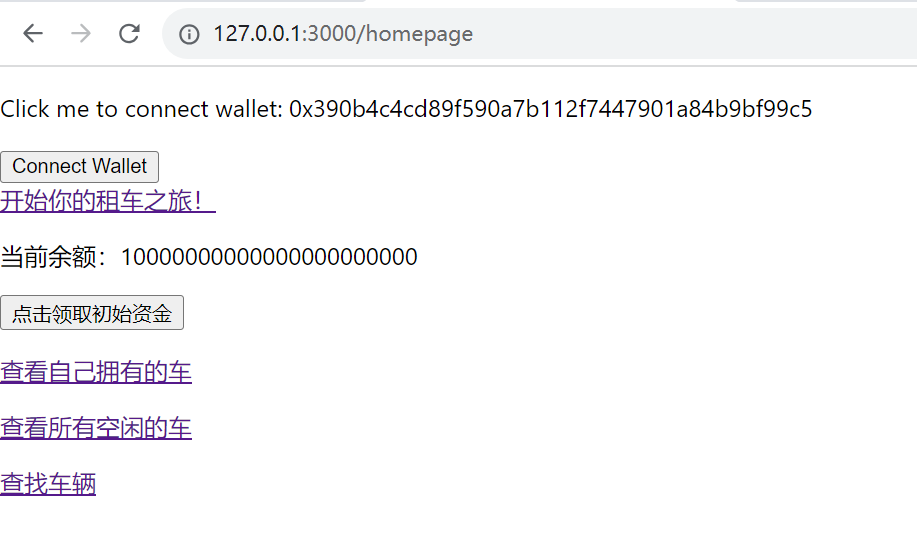 127.0.0.1:3000/homepage
Click me to connect wallet: 0x390b4c4cd89f590a7b112f7447901a84b9bf99c5
Connect Wallet
开始你的租车之旅！
当前余额：10000000000000000000000
点击领取初始资金
查看自己拥有的车
查看所有空闲的车
查找车辆